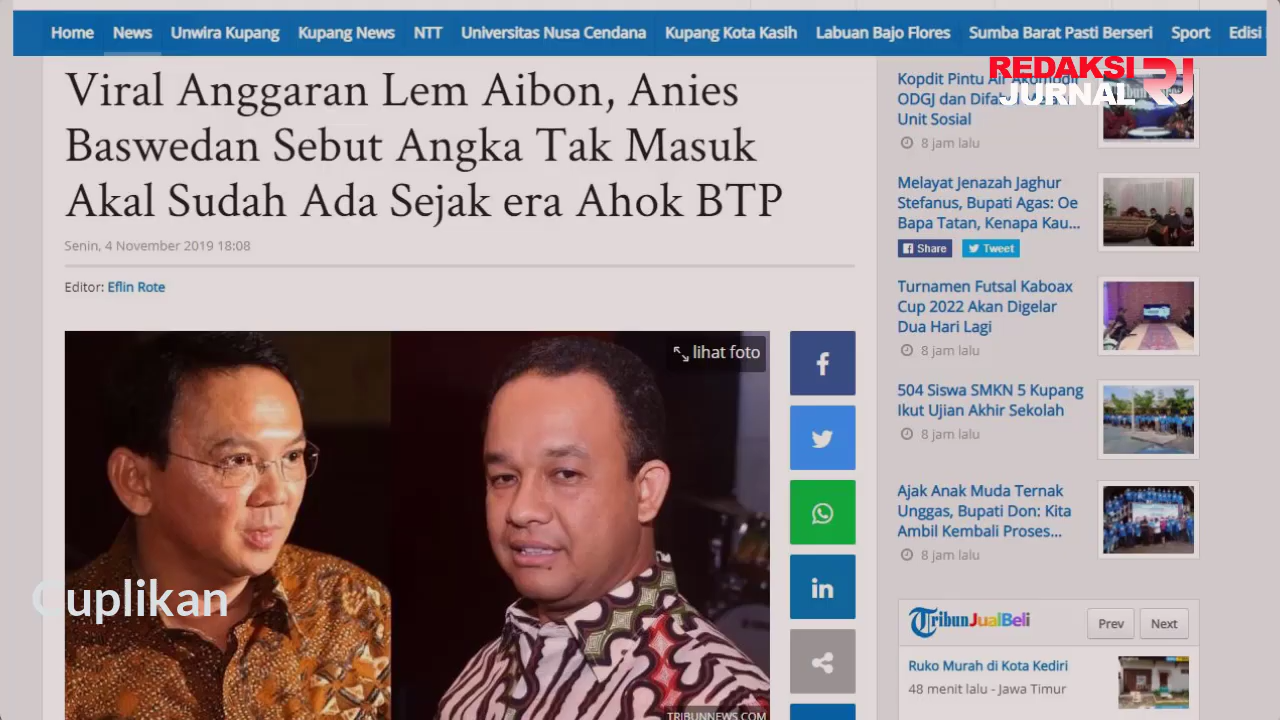 Home News Unwira Kupang Kupang News NTT Universitas Nusa Cendana Kupang Kota Kasih Labuan Bajo Flores Sumba Barat Pasti Berseri Sport Edisi
REDAKSI
JURNAL RJ
Viral Anggaran Lem Aibon, Anies
Baswedan Sebut Angka Tak Masuk
Akal Sudah Ada Sejak era Ahok BTP
Senin, 4 November 2019 18:08
Editor: Eflin Rote
lihat foto
Cuplikan
TRIBUNNEWS.COM
Kopdit Pintu Air
ODGJ dan
Unit Sosial
8 jam lalu
Melayat Jenazah Jaghur
Stefanus, Bupati Agas: Oe
Bapa Tatan, Kenapa Kau...
Share Tweet
Turnamen Futsal Kaboax
Cup 2022 Akan Digelar
Dua Hari Lagi
8 jam lalu
504 Siswa SMKN 5 Kupang
Ikut Ujian Akhir Sekolah
8 jam lalu
Ajak Anak Muda Ternak
Unggas, Bupati Don: Kita
Ambil Kembali Proses...
8 jam lalu
TribunJualBeli
Prev Next
Ruko Murah di Kota Kediri
48 menit lalu - Jawa Timur